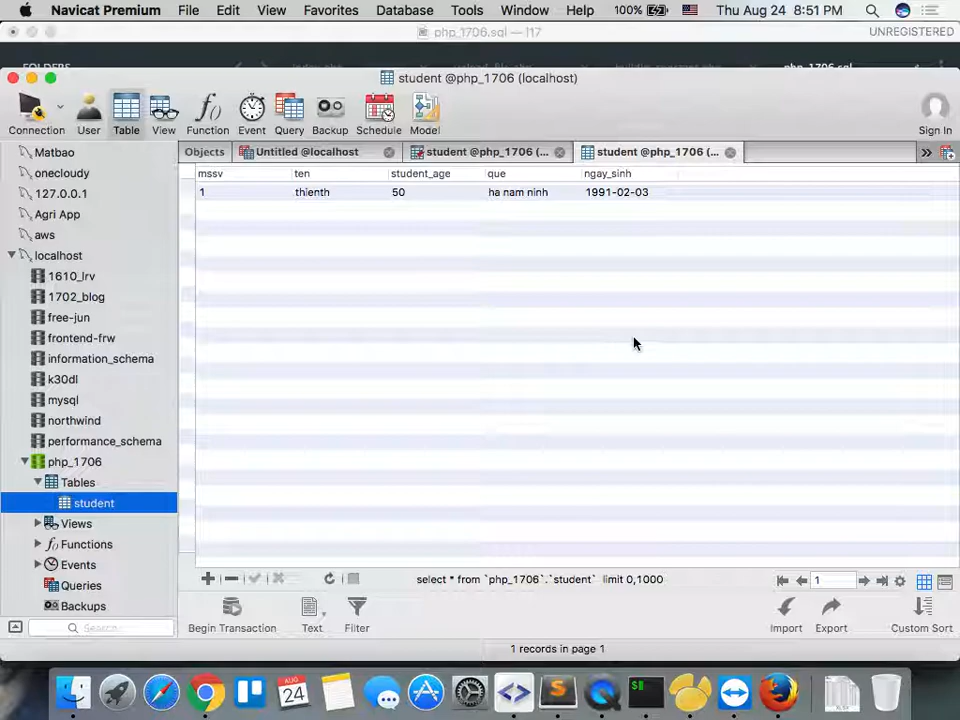 Navicat Premium File Edit View Favorites Database Tools Window Help 100% Thu Aug 24 8:51 PM
php_1706.sql — l17 UNREGISTERED
FOLDERS php_1706.sql
student @php_1706 (localhost)
Connection User Table View Function Event Query Backup Schedule Model Sign In
Objects Untitled @localhost student @php_1706 (... student @php_1706 (...
mssv ten student_age que ngay_sinh
1 thienth 50 ha nam ninh 1991-02-03
Matbao
onecloudy
127.0.0.1
Agri App
aws
localhost
1610_lrv
1702_blog
free-jun
frontend-frw
information_schema
k30dl
mysql
northwind
performance_schema
php_1706
Tables
student
Views
Functions
Events
Queries
Backups
Search
select * from `php_1706`.`student` limit 0,1000 1
Begin Transaction Text Filter Import Export Custom Sort
1 records in page 1
AUG
24